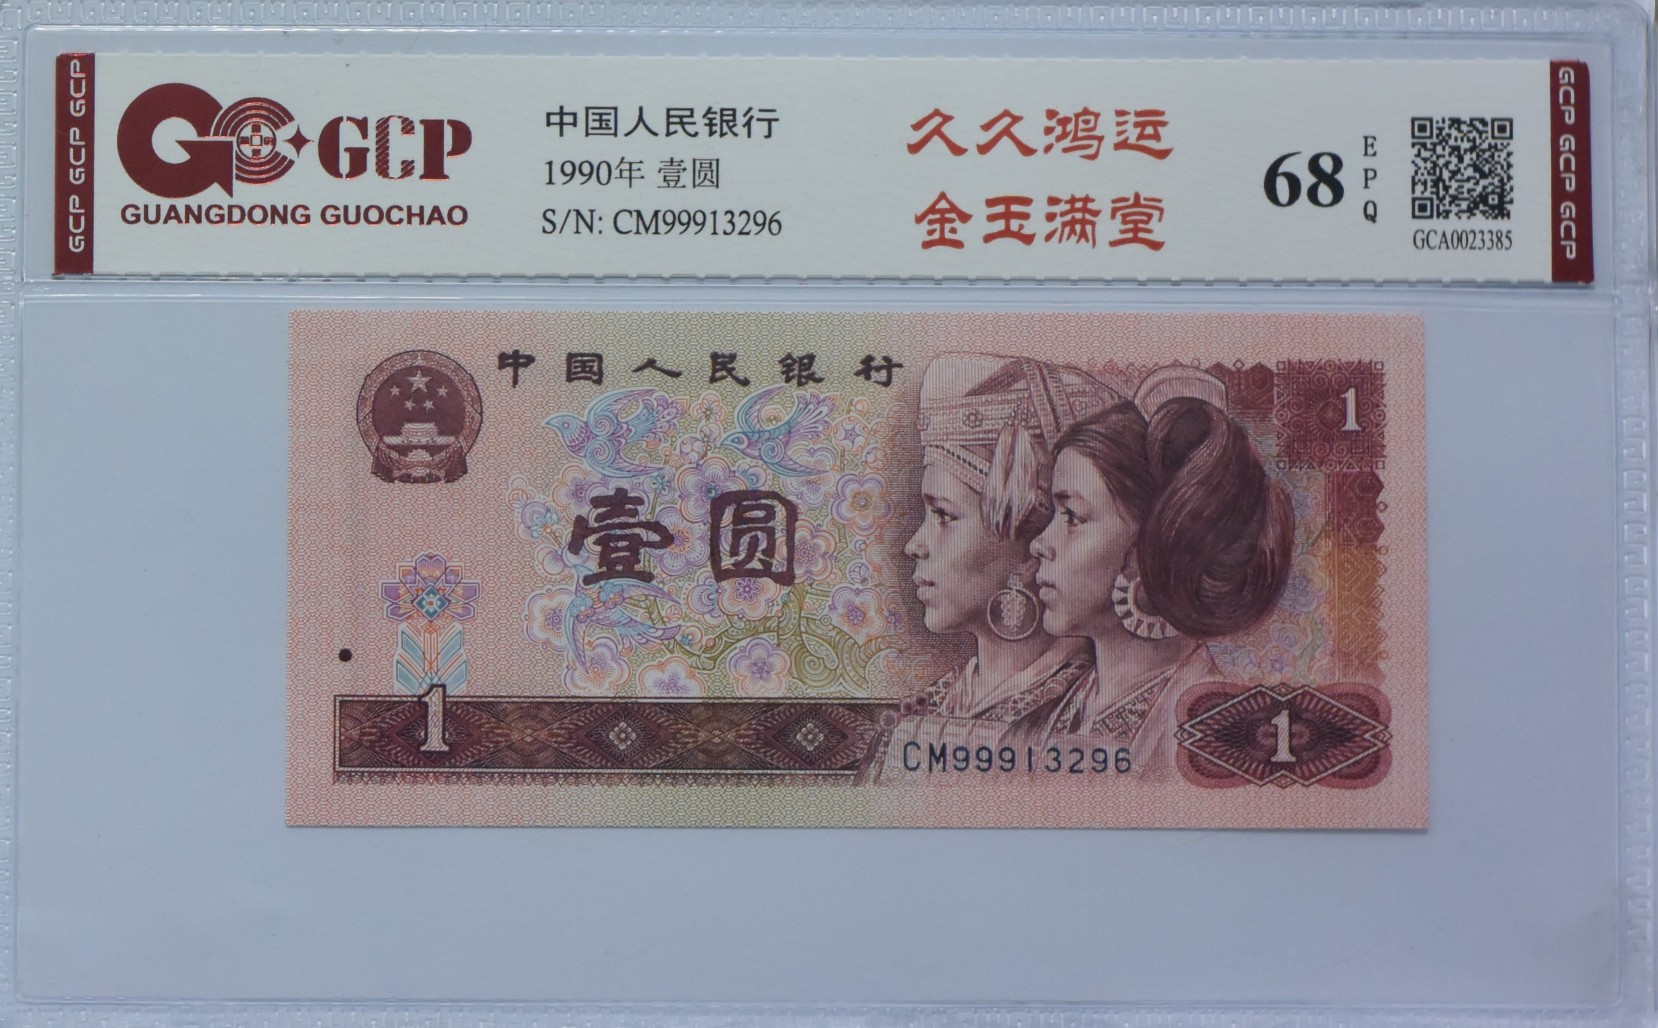 GCP GCP GCP
GCP
GUANGDONG GUOCHAO
中国人民银行
1990年 壹圆
S/N: CM99913296
久久鸿运
金玉满堂
68
EPQ
GCA0023385
GCP GCP GCP
中国人民银行
1
壹圆
1
CM99913296
1